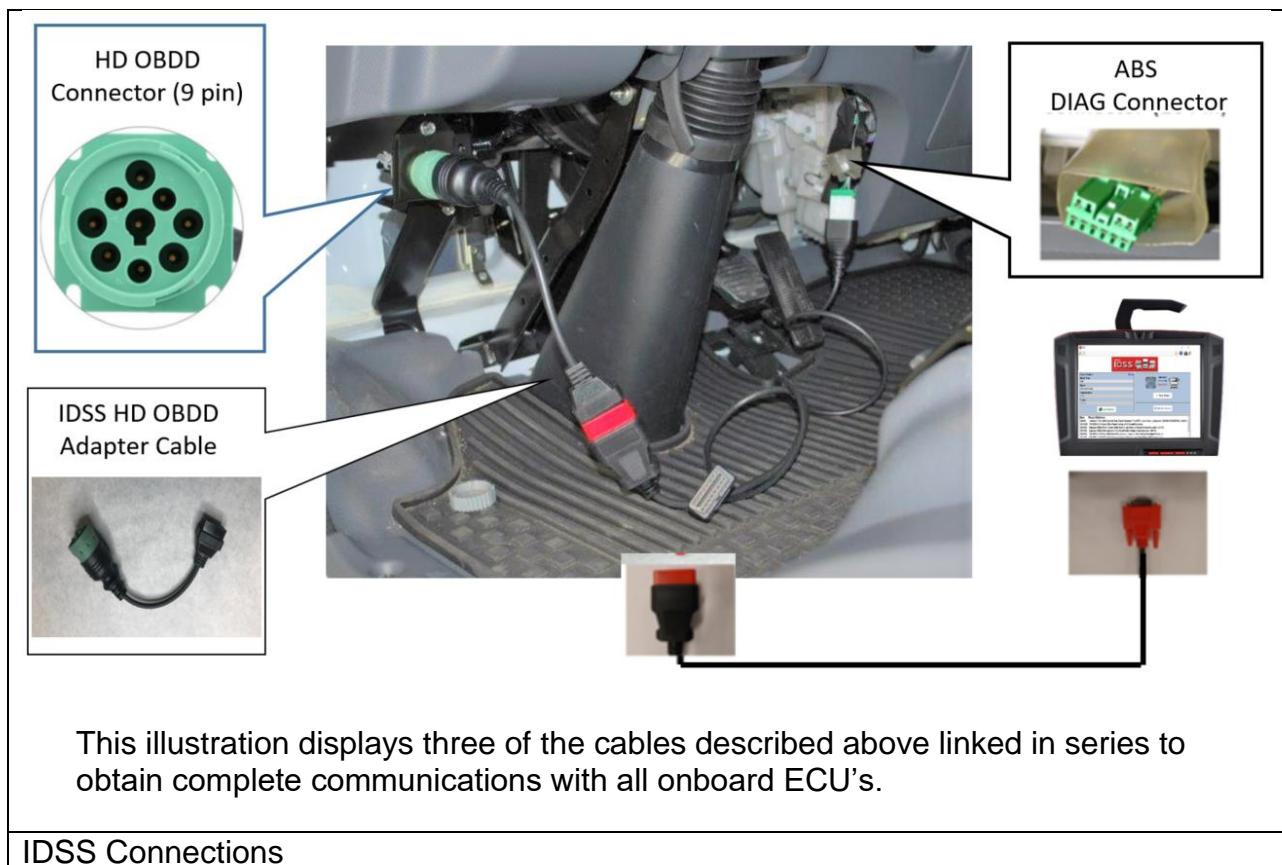 HD OBDD
Connector (9 pin)
ABS
DIAG Connector
IDSS HD OBDD
Adapter Cable
IDSS
This illustration displays three of the cables described above linked in series to
obtain complete communications with all onboard ECU’s.
IDSS Connections